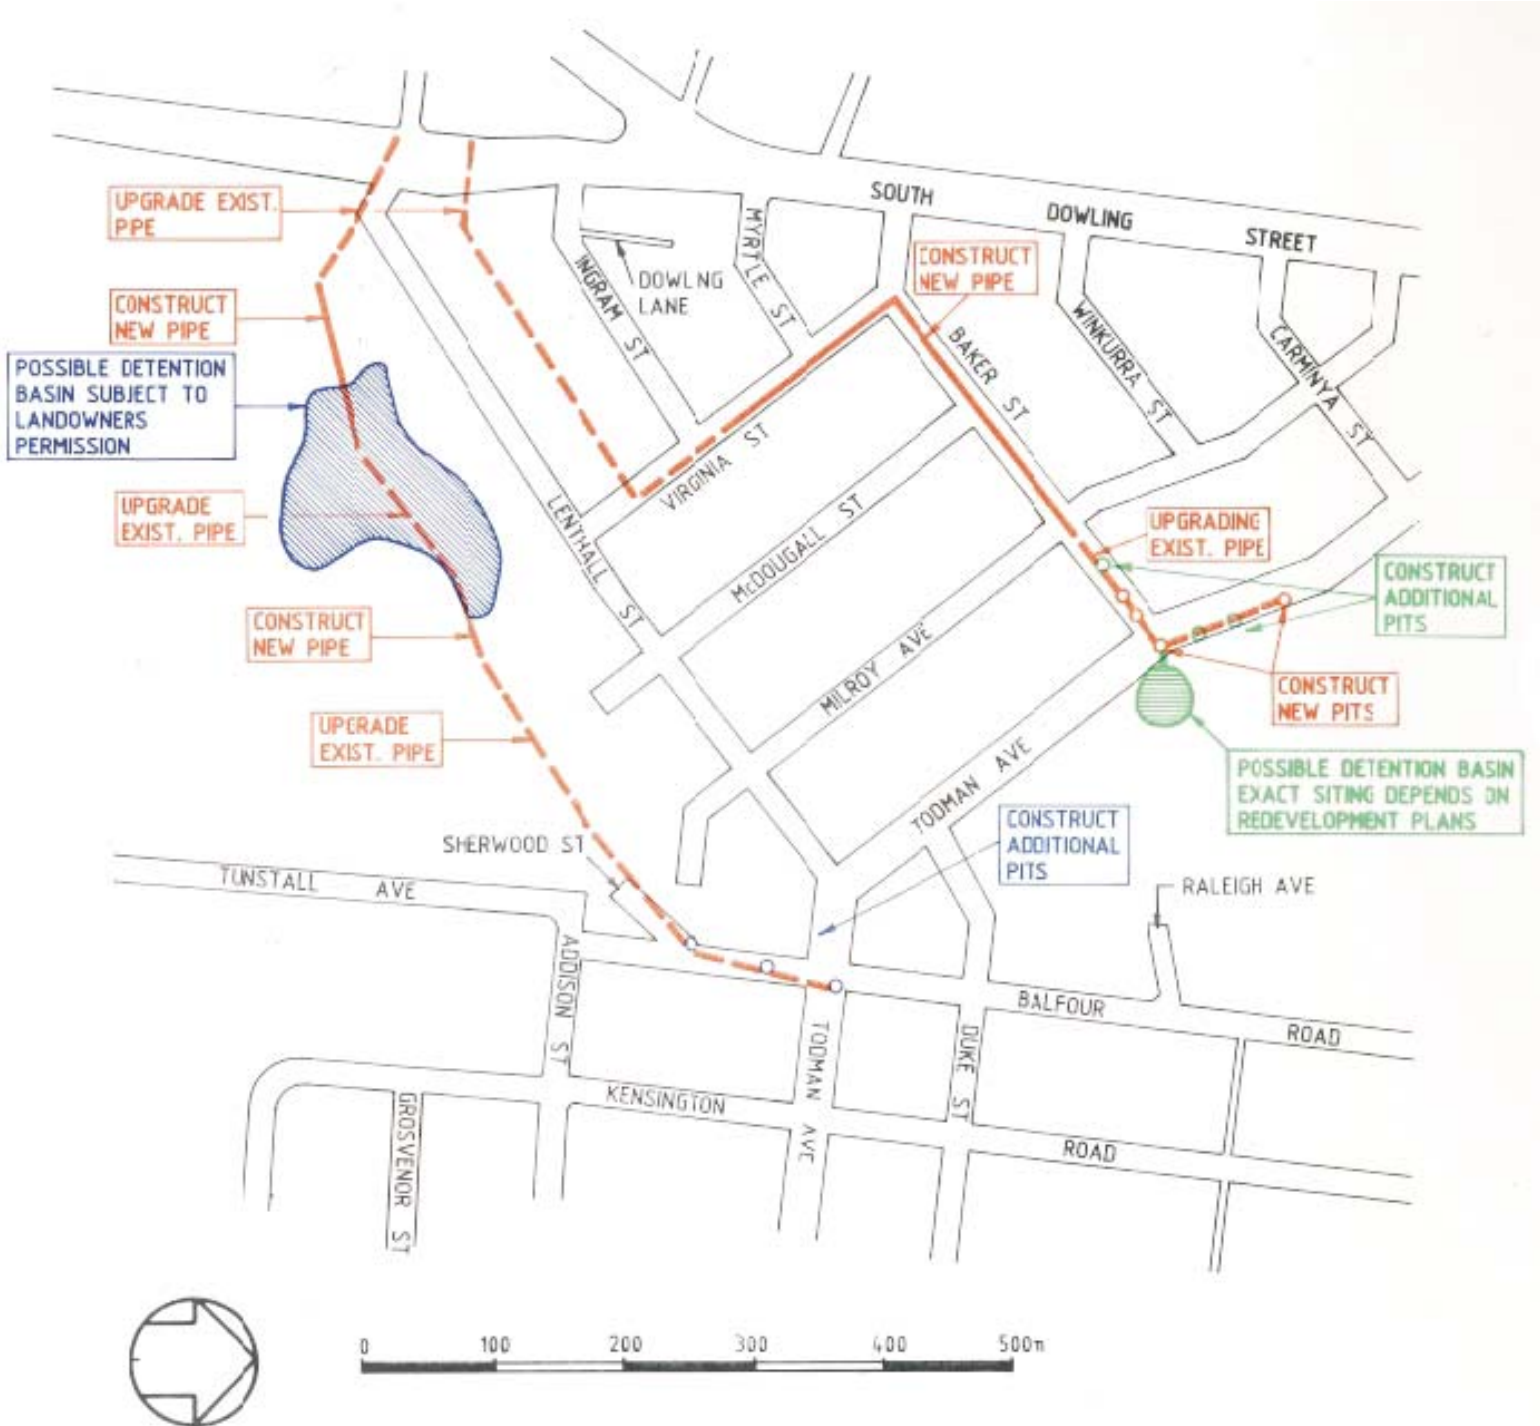 SOUTH
DOWLING
STREET
UPGRADE EXIST.
PPE
MYRTLE ST
CONSTRUCT
NEW PIPE
INGRAM ST
DOWLNG
LANE
CONSTRUCT
NEW PIPE
BAKER ST
WINKURRA ST
CARMINYA ST
POSSIBLE DETENTION
BASIN SUBJECT TO
LANDOWNERS
PERMISSION
VIRGINIA ST
UPGRADE
EXIST. PIPE
LENTHALL ST
McDOUGALL ST
UPGRADING
EXIST. PIPE
CONSTRUCT
ADDITIONAL
PITS
CONSTRUCT
NEW PIPE
MILROY AVE
CONSTRUCT
NEW PITS
UPGRADE
EXIST. PIPE
TODMAN AVE
POSSIBLE DETENTION BASIN
EXACT SITING DEPENDS ON
REDEVELOPMENT PLANS
SHERWOOD ST
CONSTRUCT
ADDITIONAL
PITS
TUNSTALL AVE
RALEIGH AVE
ADDISON ST
BALFOUR
ROAD
TODMAN AVE
DUKE ST
KENSINGTON
ROAD
GROSVENOR ST
0 100 200 300 400 500m